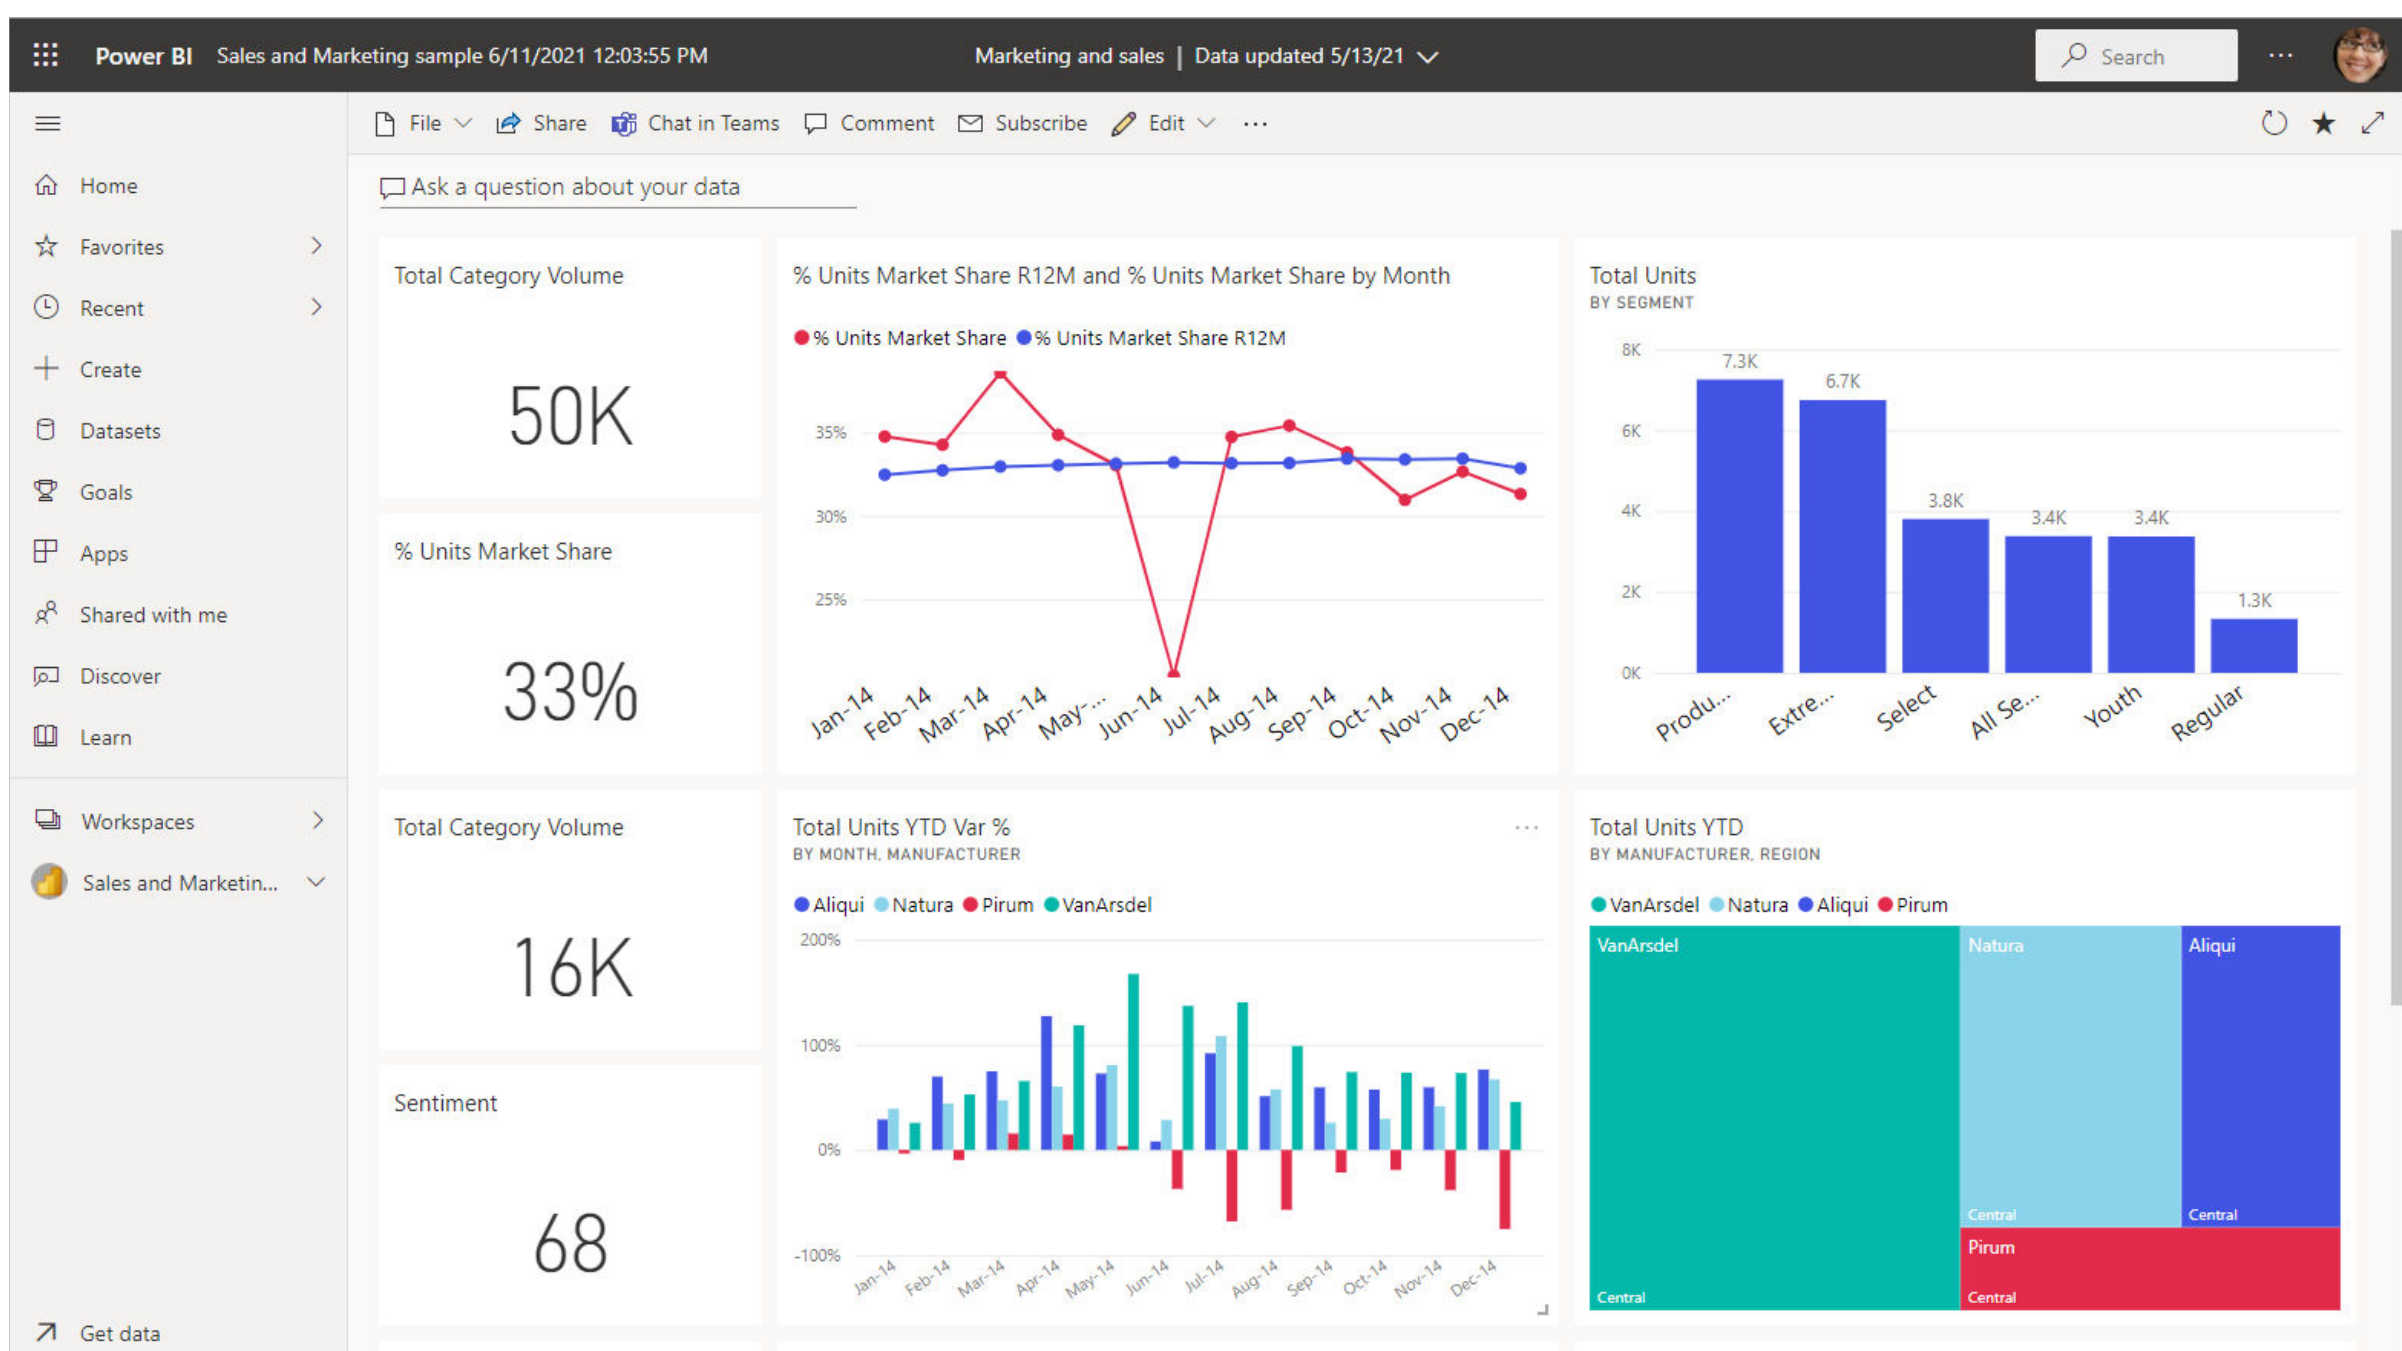 Power BI Sales and Marketing sample 6/11/2021 12:03:55 PM Marketing and sales | Data updated 5/13/21 Search ...
File Share Chat in Teams Comment Subscribe Edit ...
Home
Favorites
Recent
Create
Datasets
Goals
Apps
Shared with me
Discover
Learn
Workspaces
Sales and Marketin...
Get data
Ask a question about your data
Total Category Volume
50K
% Units Market Share
33%
Total Category Volume
16K
Sentiment
68
% Units Market Share R12M and % Units Market Share by Month
% Units Market Share % Units Market Share R12M
35%
30%
25%
Jan-14 Feb-14 Mar-14 Apr-14 May-... Jun-14 Jul-14 Aug-14 Sep-14 Oct-14 Nov-14 Dec-14
Total Units
BY SEGMENT
8K
6K
4K
2K
0K
7.3K 6.7K 3.8K 3.4K 3.4K 1.3K
Produ... Extre... Select All Se... Youth Regular
Total Units YTD Var %
...
BY MONTH, MANUFACTURER
Aliqui Natura Pirum VanArsdel
200%
100%
0%
-100%
Jan-14 Feb-14 Mar-14 Apr-14 May-14 Jun-14 Jul-14 Aug-14 Sep-14 Oct-14 Nov-14 Dec-14
Total Units YTD
BY MANUFACTURER, REGION
VanArsdel Natura Aliqui Pirum
VanArsdel Natura Aliqui
Central Central
Pirum
Central Central